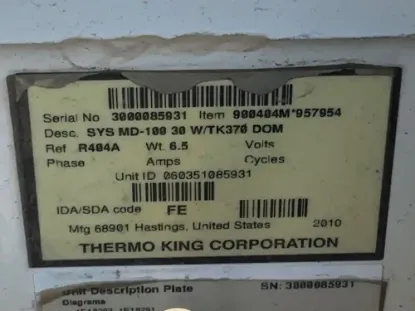 Serial No 3000085931 Item 900404M*957954
Desc. SYS MD-100 30 W/TK370 DOM
Ref R404A Wt. 6.5 Volts
Phase Amps Cycles
Unit ID 060351085931
IDA/SDA code FE
Mfg 68901 Hastings, United States 2010
THERMO KING CORPORATION
Unit Description Plate SN: 3000085931
Diagrams